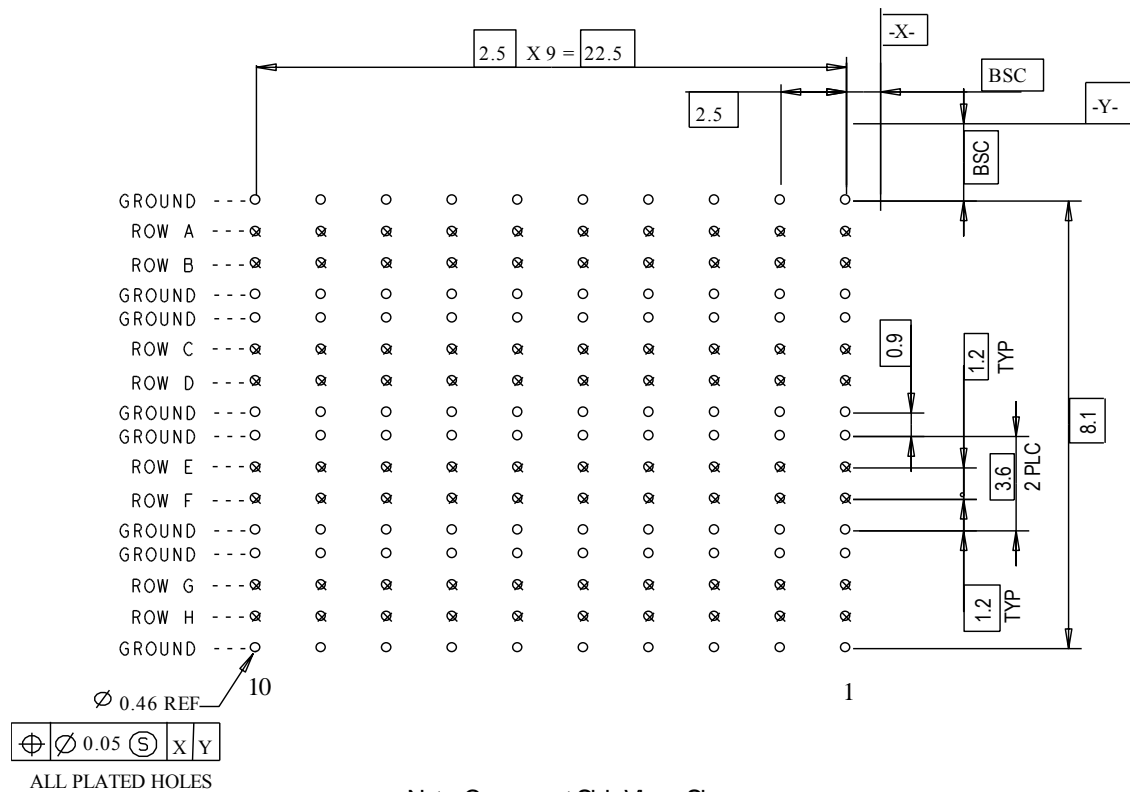 -X-
2.5 X 9 = 22.5
BSC
2.5
-Y-
BSC
GROUND ---
ROW A ---
ROW B ---
GROUND ---
GROUND ---
ROW C ---
0.9
1.2
TYP
ROW D ---
GROUND ---
8.1
GROUND ---
ROW E ---
3.6
2 PLC
ROW F ---
GROUND ---
GROUND ---
ROW G ---
1.2
TYP
ROW H ---
GROUND ---
10
1
Ø 0.46 REF
⌖ Ø 0.05 Ⓢ X Y
ALL PLATED HOLES